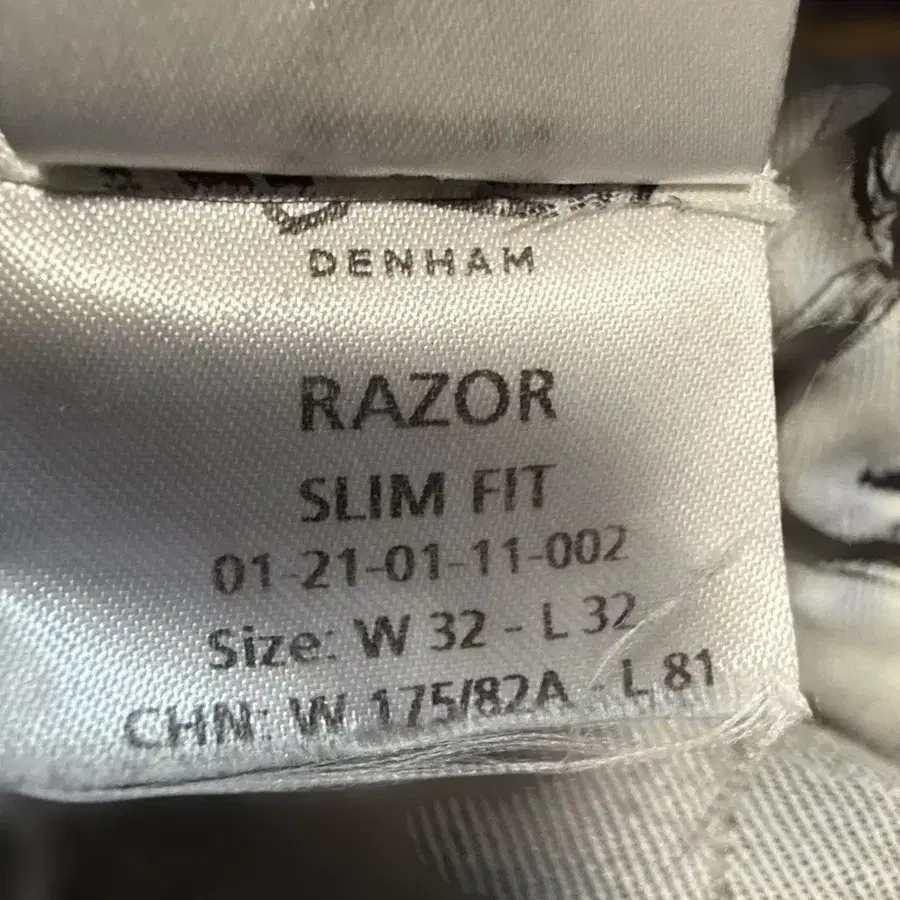 DENHAM
RAZOR
SLIM FIT
01-21-01-11-002
Size: W 32 - L 32
CHN: W 175/82A - L 81